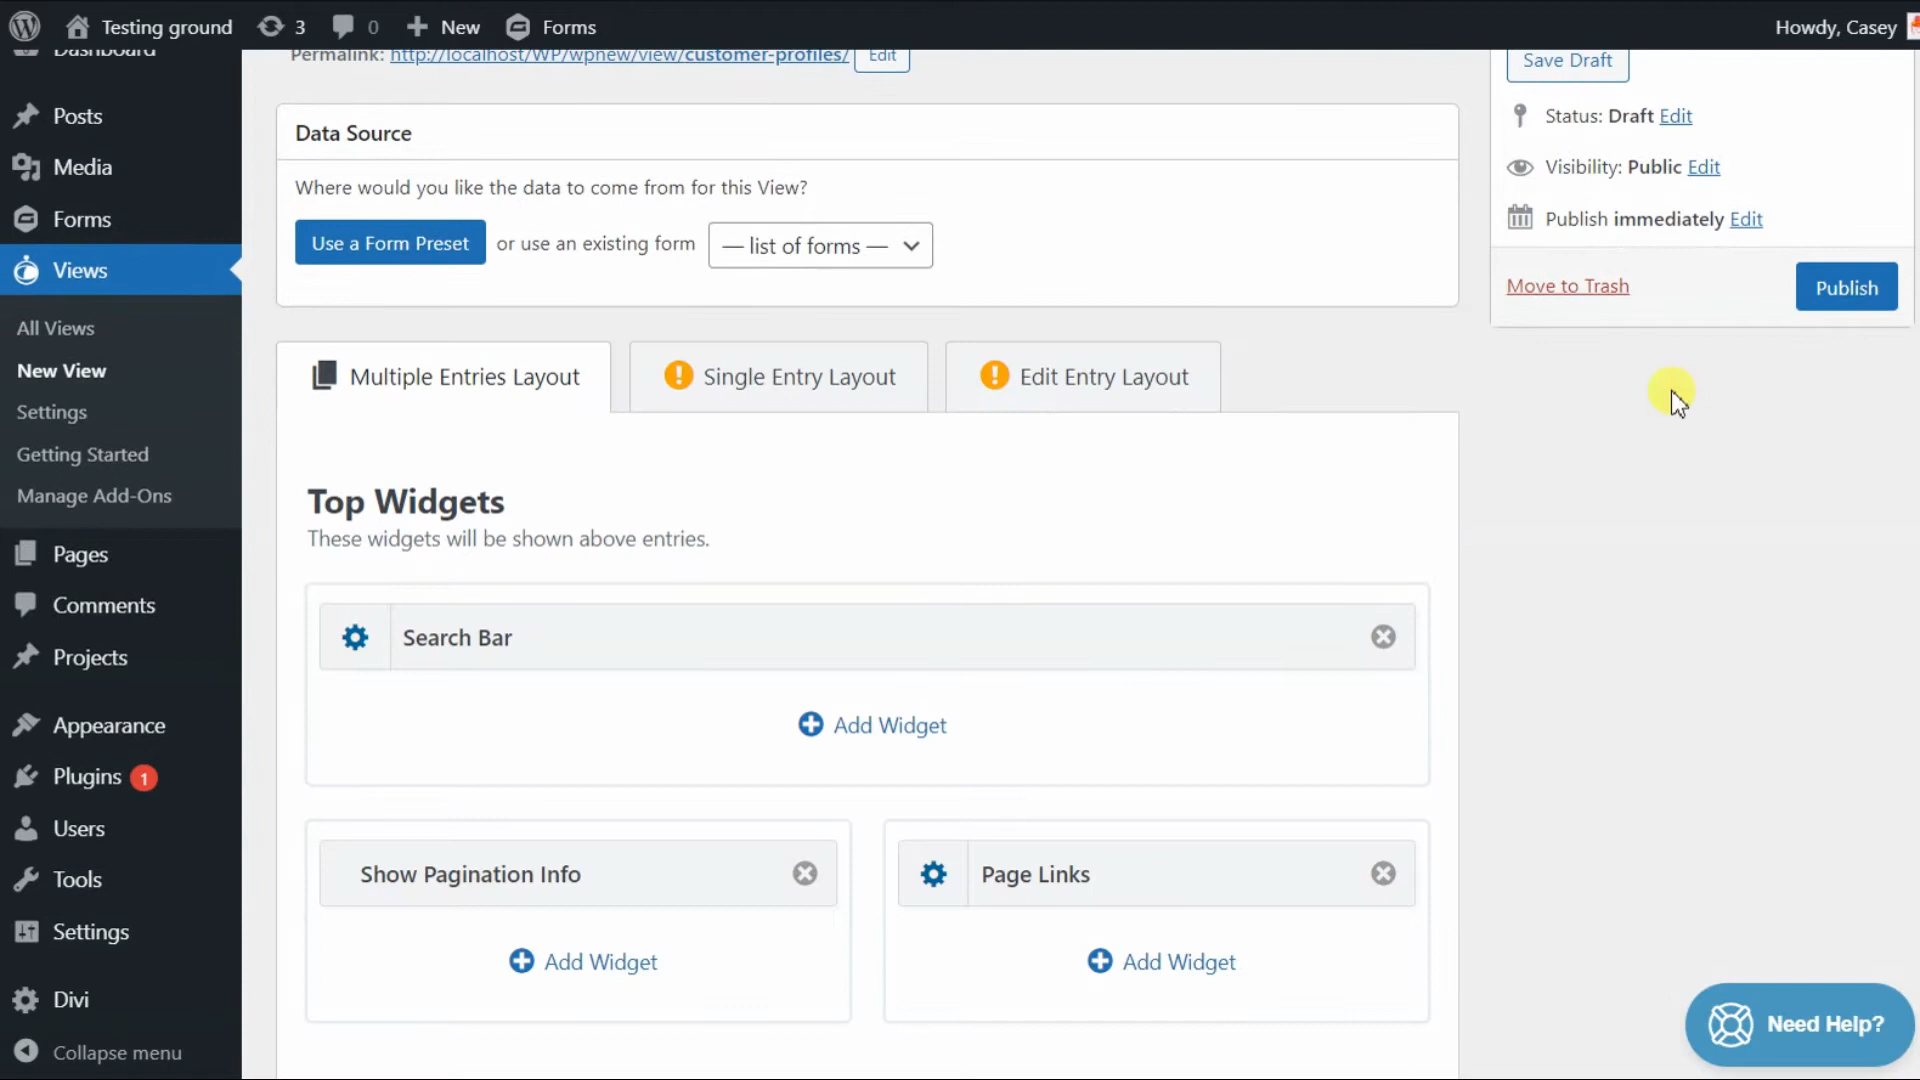 Testing ground
3
0
New
Forms
Howdy, Casey
Dashboard
Posts
Media
Forms
Views
All Views
New View
Settings
Getting Started
Manage Add-Ons
Pages
Comments
Projects
Appearance
Plugins 1
Users
Tools
Settings
Divi
Collapse menu
Permalink: http://localhost/WP/wpnew/view/customer-profiles/ Edit
Data Source
Where would you like the data to come from for this View?
Use a Form Preset or use an existing form — list of forms —
Multiple Entries Layout
! Single Entry Layout
! Edit Entry Layout
Top Widgets
These widgets will be shown above entries.
Search Bar
Add Widget
Show Pagination Info
Add Widget
Page Links
Add Widget
Save Draft
Status: Draft Edit
Visibility: Public Edit
Publish immediately Edit
Move to Trash
Publish
Need Help?